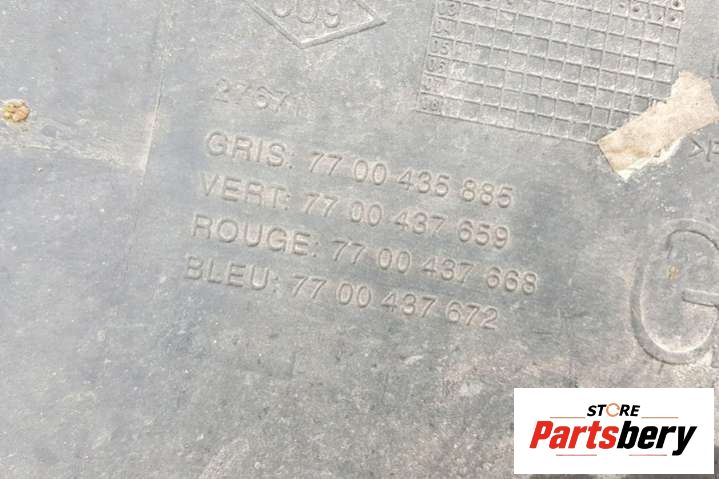 009
GRIS: 77 00 435 885
VERT: 77 00 437 659
ROUGE: 77 00 437 668
BLEU: 77 00 437 672
STORE
Partsbery